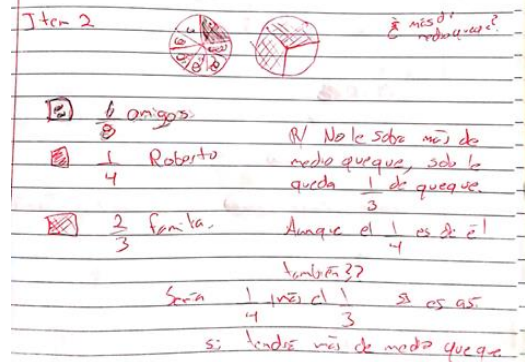 Item 2
¿ más de
medio queque?
6/8 amigos.
1/4 Roberto
2/3 familia.
R/ No le sobra más de
medio queque, solo le
queda 1/3 de queque.
Aunque el 1/4 es de él
también??
Sería 1/4 más el 1/3 si es así
si tendría más de medio queque